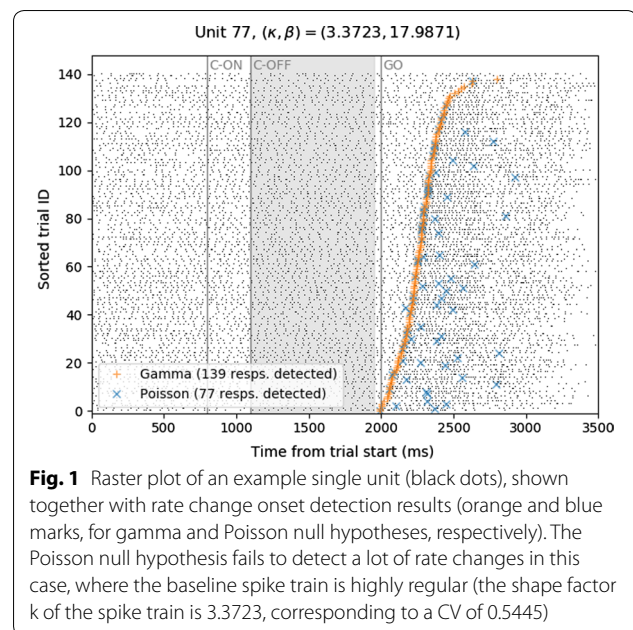 Unit 77, (κ, β) = (3.3723, 17.9871)
C-ON
C-OFF
GO
140
120
100
80
60
40
20
0
Sorted trial ID
Gamma (139 resps. detected)
Poisson (77 resps. detected)
0 500 1000 1500 2000 2500 3000 3500
Time from trial start (ms)
Fig. 1 Raster plot of an example single unit (black dots), shown
together with rate change onset detection results (orange and blue
marks, for gamma and Poisson null hypotheses, respectively). The
Poisson null hypothesis fails to detect a lot of rate changes in this
case, where the baseline spike train is highly regular (the shape factor
k of the spike train is 3.3723, corresponding to a CV of 0.5445)